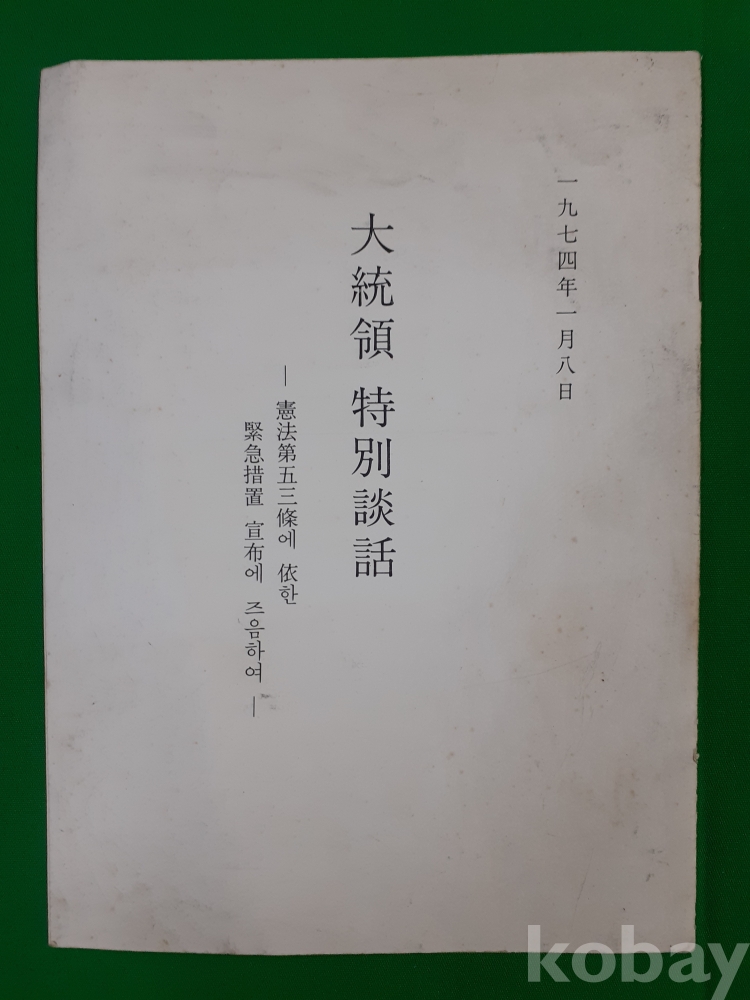 一九七四年一月八日
大統領 特別談話
― 憲法第五三條에 依한
緊急措置 宣布에 즈음하여 ―
kobay